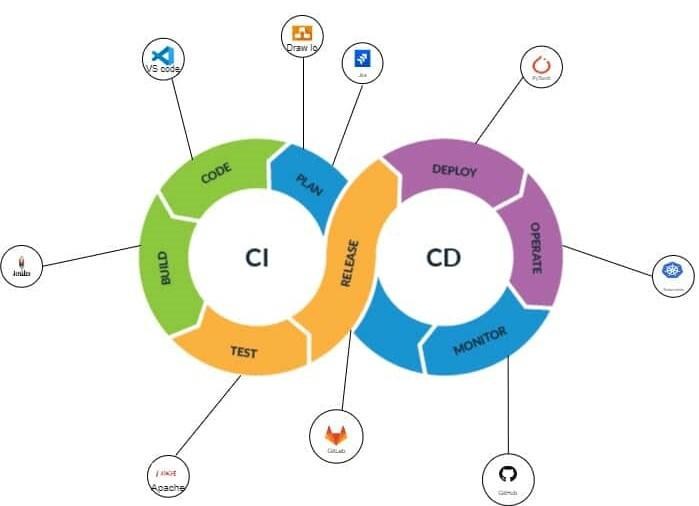 Draw Io
VS code
Jira
PyTorch
CODE
PLAN
DEPLOY
BUILD
CI
RELEASE
CD
OPERATE
TEST
MONITOR
GitLab
Apache
GitHub